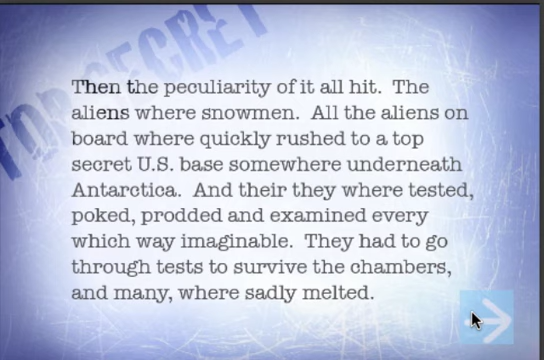 TOP SECRET
Then the peculiarity of it all hit.  The
aliens where snowmen.  All the aliens on
board where quickly rushed to a top
secret U.S. base somewhere underneath
Antarctica.  And their they where tested,
poked, prodded and examined every
which way imaginable.  They had to go
through tests to survive the chambers,
and many, where sadly melted.